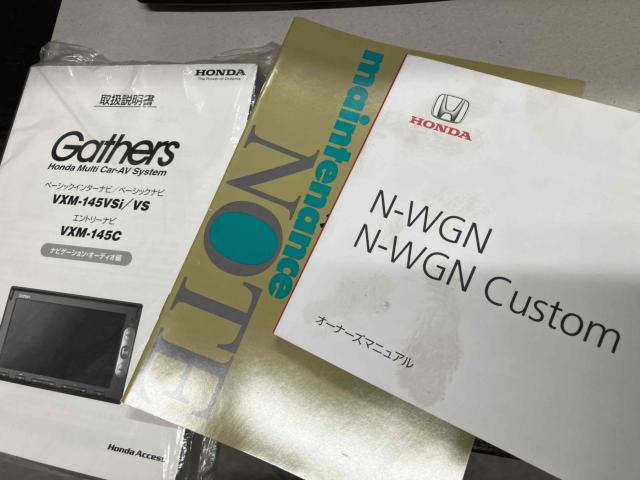 HONDA
The Power of Dreams
取扱説明書
Gathers
Honda Multi Car-AV System
ベーシックインターナビ/ベーシックナビ
VXM-145VSi/VS
エントリーナビ
VXM-145C
ナビゲーション・オーディオ編
Honda Access
maintenance
NOTE
HONDA
N-WGN
N-WGN Custom
オーナーズマニュアル